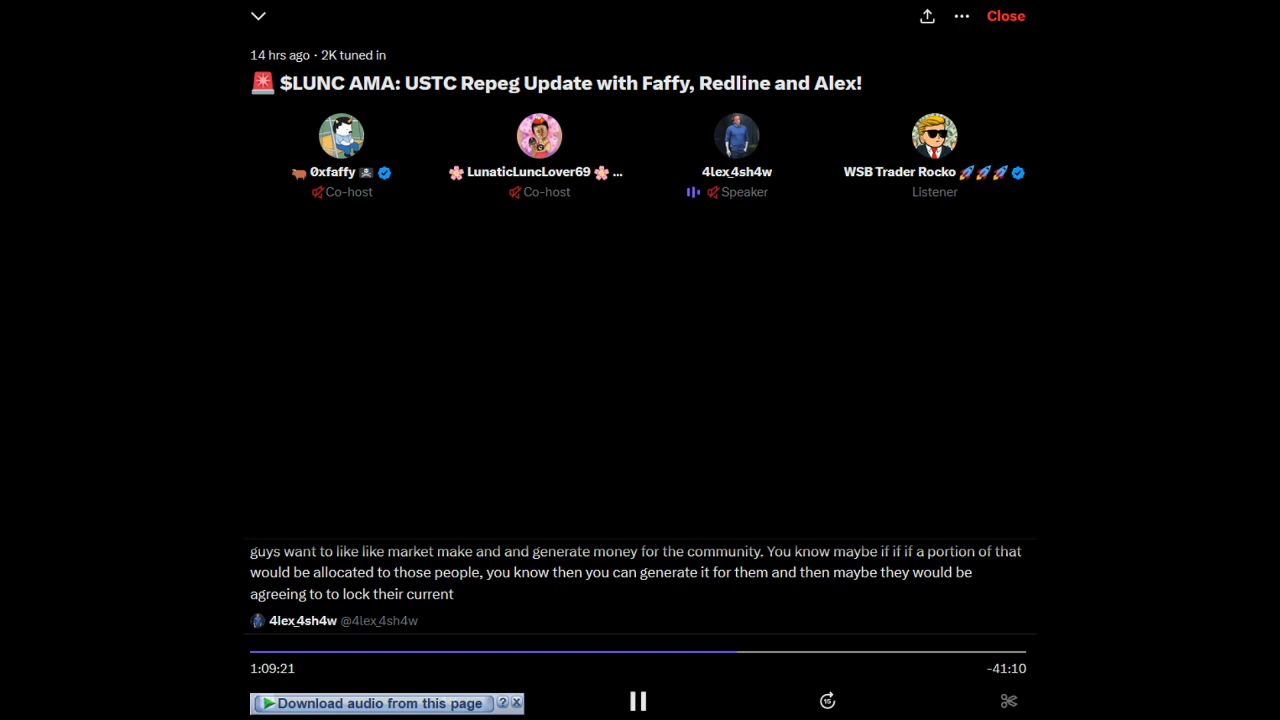 Close
14 hrs ago · 2K tuned in
🚨 $LUNC AMA: USTC Repeg Update with Faffy, Redline and Alex!
🐂 0xfaffy 🏴‍☠️
🌸 LunaticLuncLover69 🌸 ...
4lex_4sh4w
WSB Trader Rocko 🚀🚀🚀
Co-host
Co-host
Speaker
Listener
guys want to like like market make and and generate money for the community. You know maybe if if if a portion of that
would be allocated to those people, you know then you can generate it for them and then maybe they would be
agreeing to to lock their current
4lex_4sh4w @4lex_4sh4w
1:09:21
-41:10
Download audio from this page ? X
15